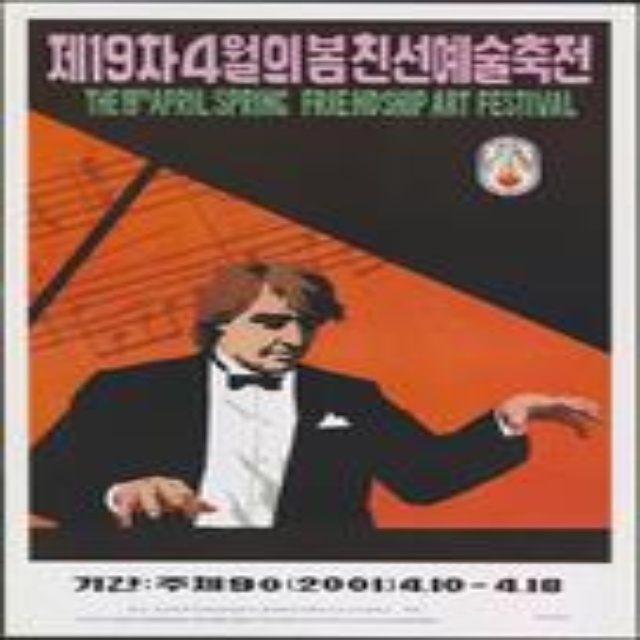 제19차 4월의 봄 친선예술축전
THE 19TH APRIL SPRING FRIENDSHIP ART FESTIVAL
기간: 주체90(2001) 4.10-4.18